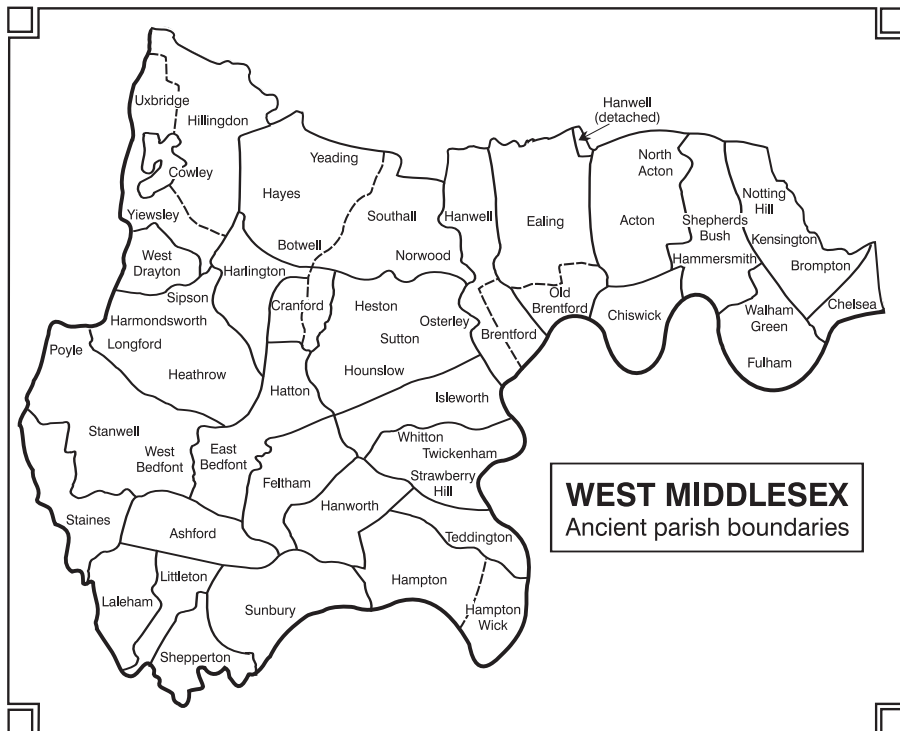 Hanwell
(detached)
Uxbridge
Hillingdon
Yeading
North
Acton
Cowley
Hayes
Notting
Hill
Yiewsley
Southall
Hanwell
Ealing
Acton
Shepherds
Bush
Kensington
Botwell
Norwood
Hammersmith
Brompton
West
Drayton
Harlington
Sipson
Cranford
Heston
Old
Brentford
Chelsea
Harmondsworth
Osterley
Brentford
Chiswick
Walham
Green
Longford
Sutton
Poyle
Heathrow
Hounslow
Fulham
Hatton
Isleworth
Stanwell
West
Bedfont
East
Bedfont
Whitton
Twickenham
Feltham
Strawberry
Hill
Hanworth
WEST MIDDLESEX
Ancient parish boundaries
Staines
Ashford
Teddington
Littleton
Hampton
Laleham
Sunbury
Hampton
Wick
Shepperton